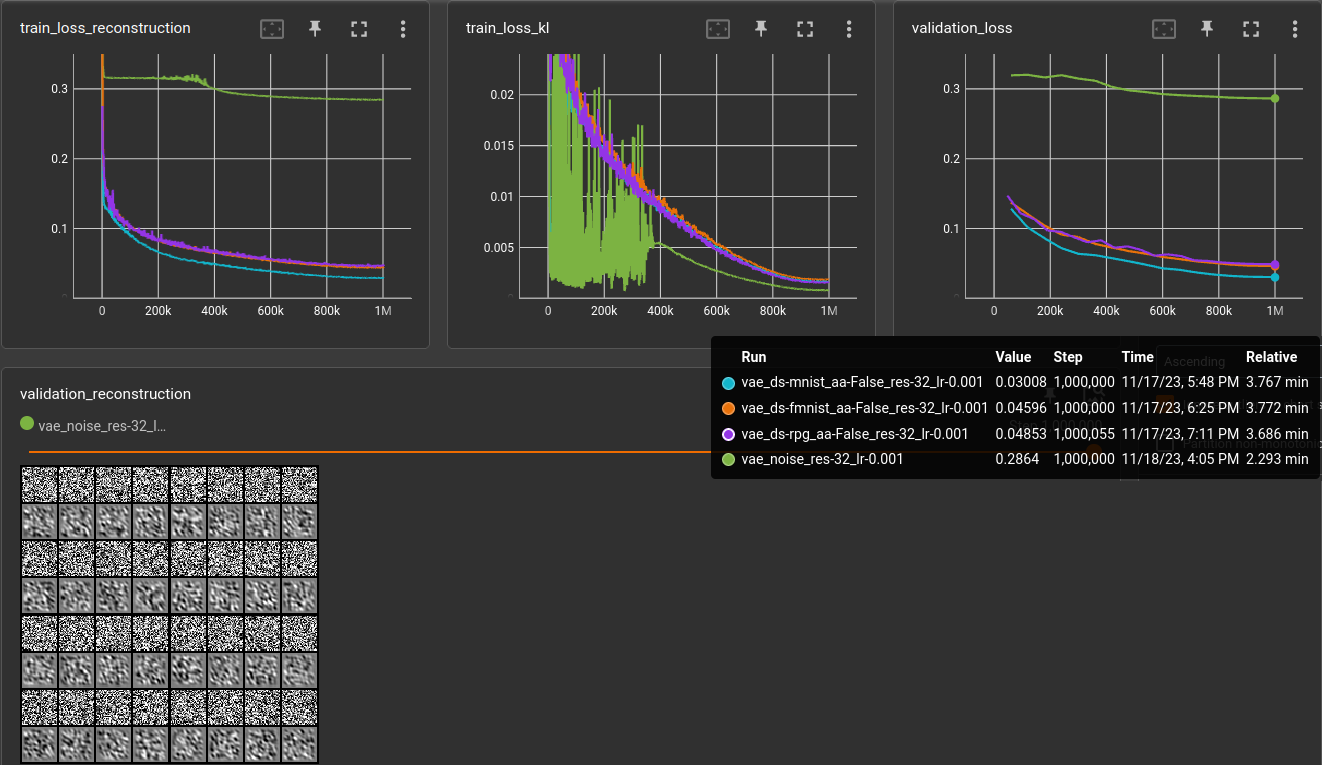 train_loss_reconstruction
train_loss_kl
validation_loss
0.3
0.2
0.1
0 200k 400k 600k 800k 1M
0.02
0.015
0.01
0.005
0 200k 400k 600k 800k 1M
0.3
0.2
0.1
0 200k 400k 600k 800k 1M
Run Value Step Time Relative
vae_ds-mnist_aa-False_res-32_lr-0.001 0.03008 1,000,000 11/17/23, 5:48 PM 3.767 min
vae_ds-fmnist_aa-False_res-32_lr-0.001 0.04596 1,000,000 11/17/23, 6:25 PM 3.772 min
vae_ds-rpg_aa-False_res-32_lr-0.001 0.04853 1,000,055 11/17/23, 7:11 PM 3.686 min
vae_noise_res-32_lr-0.001 0.2864 1,000,000 11/18/23, 4:05 PM 2.293 min
Ascending
validation_reconstruction
vae_noise_res-32_l...